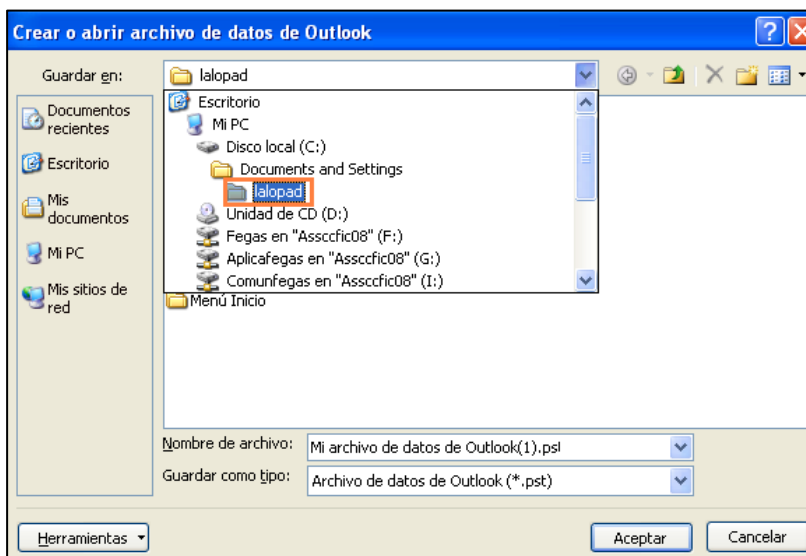 Crear o abrir archivo de datos de Outlook
Guardar en:
lalopad
Escritorio
Mi PC
Disco local (C:)
Documents and Settings
lalopad
Unidad de CD (D:)
Fegas en "Assccfic08" (F:)
Aplicafegas en "Assccfic08" (G:)
Comunfegas en "Assccfic08" (I:)
Menú Inicio
Documentos
recientes
Escritorio
Mis
documentos
Mi PC
Mis sitios de
red
Nombre de archivo:
Mi archivo de datos de Outlook(1).pst
Guardar como tipo:
Archivo de datos de Outlook (*.pst)
Herramientas
Aceptar
Cancelar